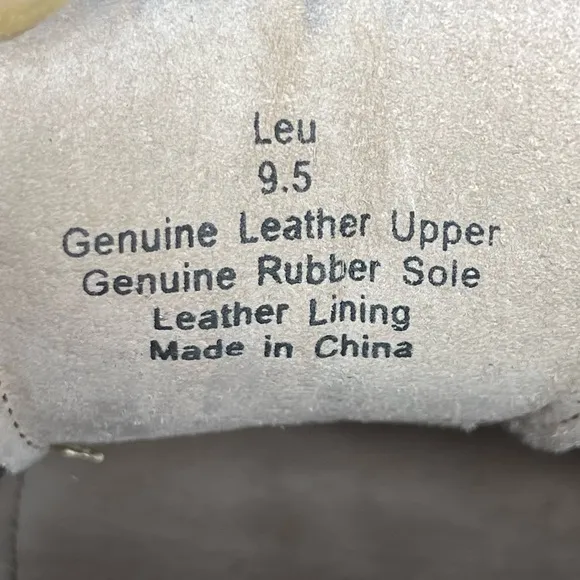 Leu
9.5
Genuine Leather Upper
Genuine Rubber Sole
Leather Lining
Made in China